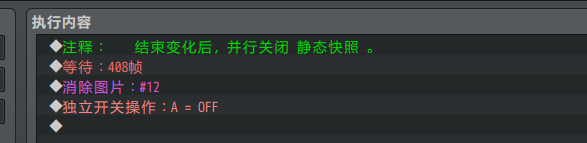 执行内容
◆注释： 结束变化后，并行关闭 静态快照 。
◆等待：408帧
◆消除图片：#12
◆独立开关操作：A = OFF
◆